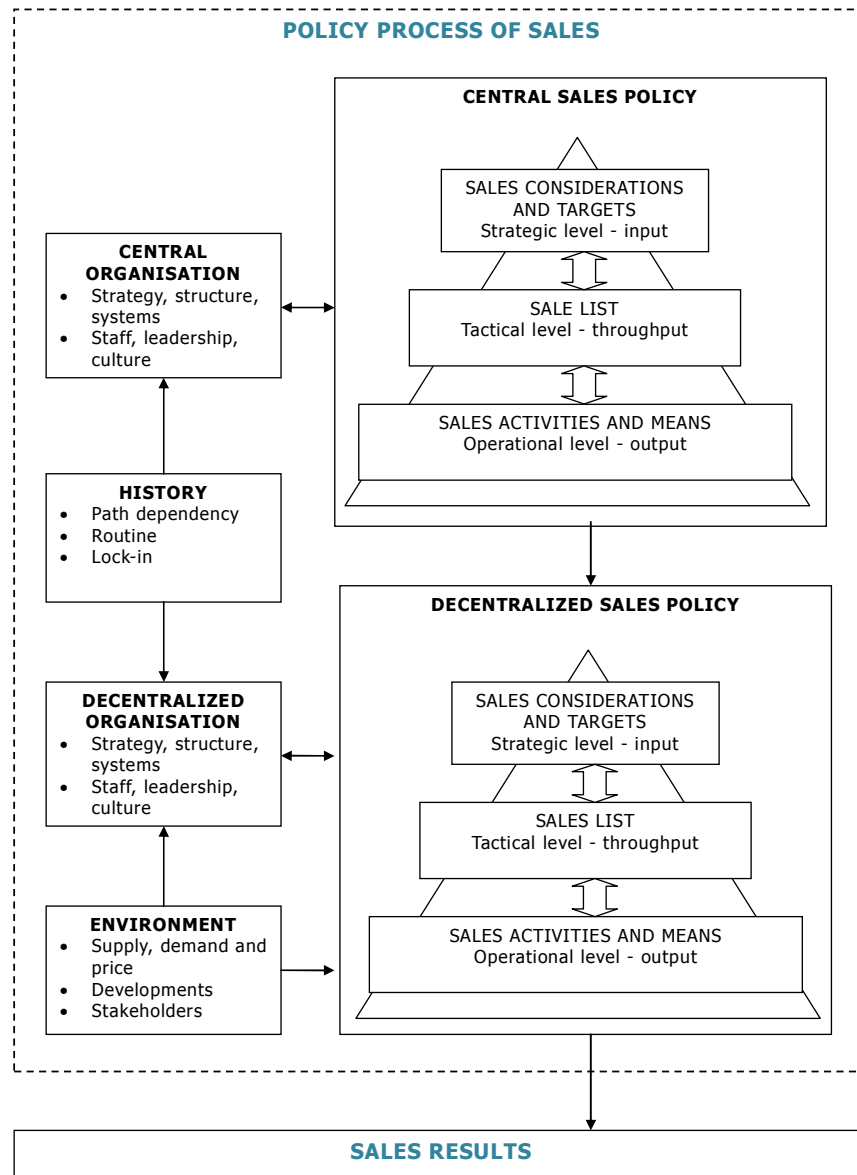 POLICY PROCESS OF SALES
CENTRAL SALES POLICY
SALES CONSIDERATIONS
AND TARGETS
Strategic level - input
SALE LIST
Tactical level - throughput
SALES ACTIVITIES AND MEANS
Operational level - output
CENTRAL
ORGANISATION
• Strategy, structure,
systems
• Staff, leadership,
culture
HISTORY
• Path dependency
• Routine
• Lock-in
DECENTRALIZED SALES POLICY
SALES CONSIDERATIONS
AND TARGETS
Strategic level - input
SALES LIST
Tactical level - throughput
SALES ACTIVITIES AND MEANS
Operational level - output
DECENTRALIZED
ORGANISATION
• Strategy, structure,
systems
• Staff, leadership,
culture
ENVIRONMENT
• Supply, demand and
price
• Developments
• Stakeholders
SALES RESULTS